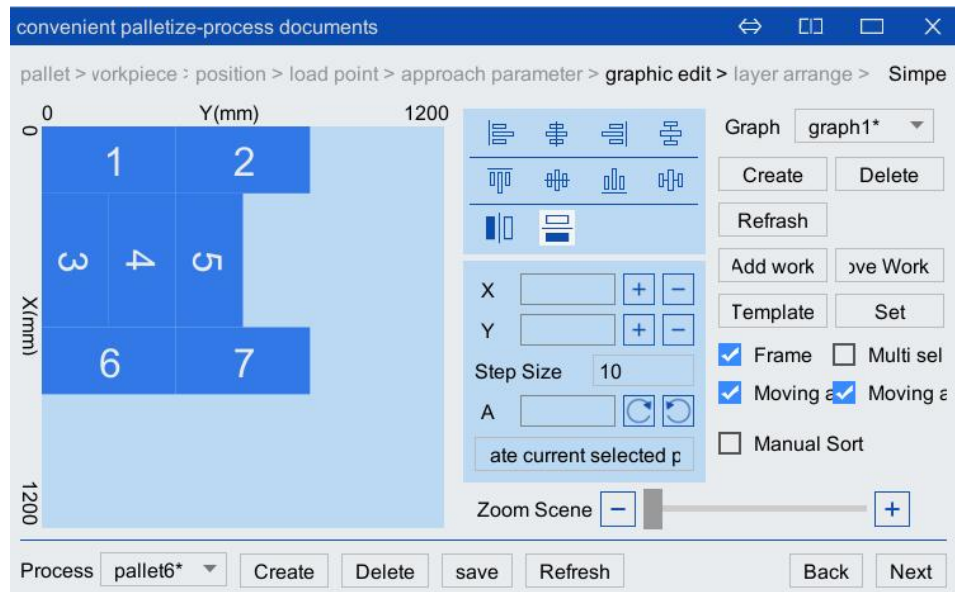 convenient palletize-process documents
pallet > vorkpiece : position > load point > approach parameter > graphic edit > layer arrange > Simpe
0 Y(mm) 1200
0
X(mm)
1200
1 2
3 4 5
6 7
X
Y
Step Size 10
A
ate current selected p
Zoom Scene
Graph graph1*
Create Delete
Refrash
Add work ove Work
Template Set
Frame Multi sel
Moving a Moving a
Manual Sort
Process pallet6* Create Delete save Refresh Back Next